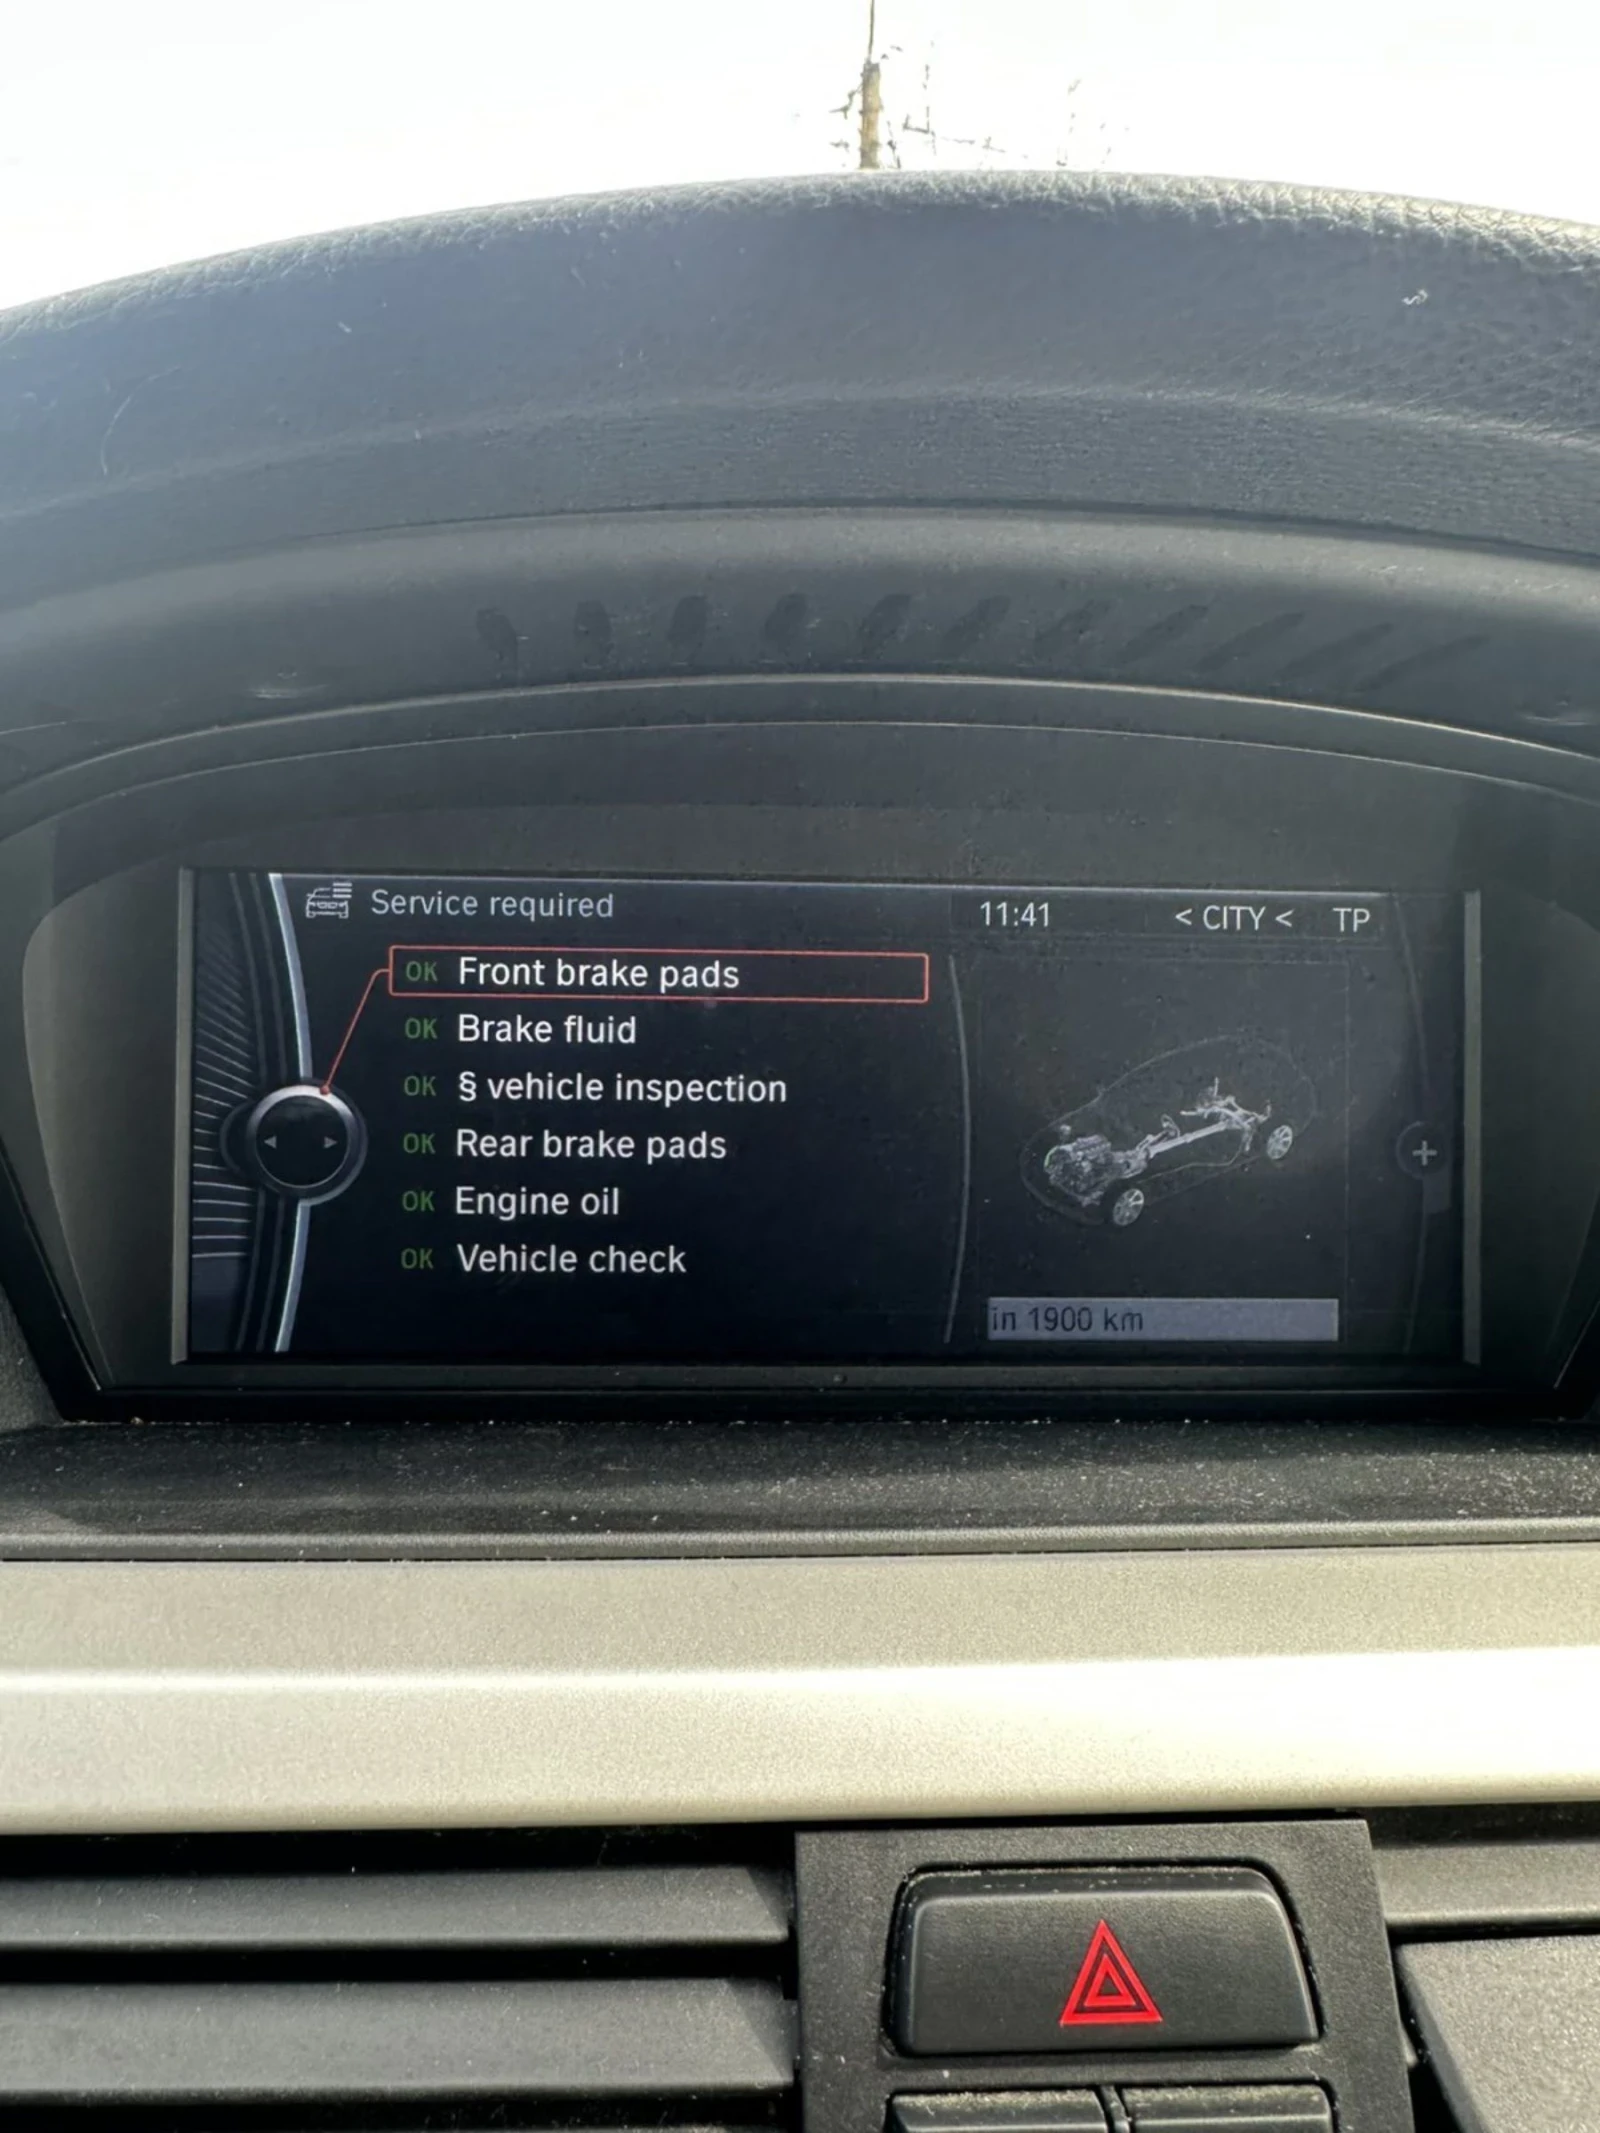 Service required
11:41 < CITY < TP
OK Front brake pads
OK Brake fluid
OK § vehicle inspection
OK Rear brake pads
OK Engine oil
OK Vehicle check
in 1900 km